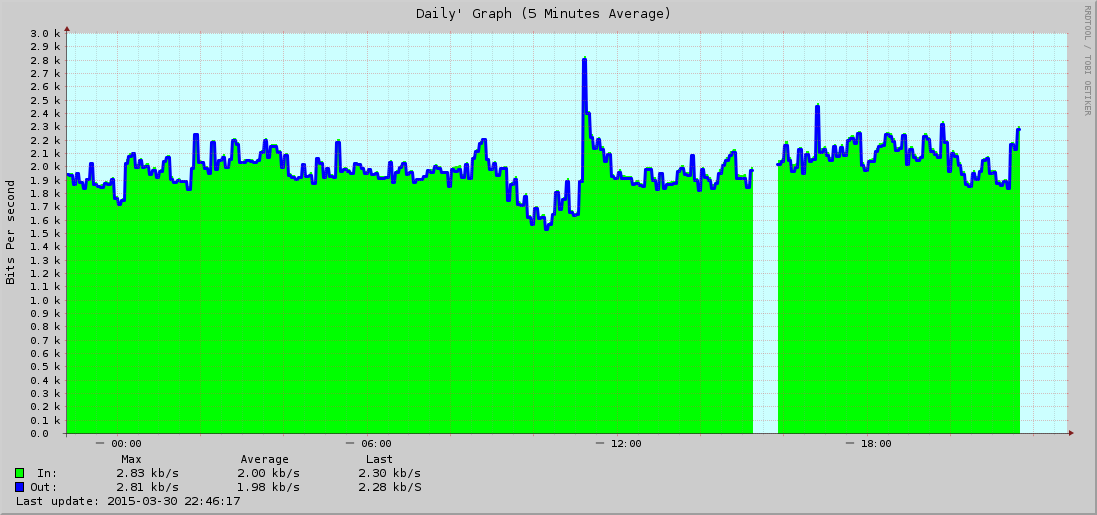 Daily' Graph (5 Minutes Average)
RRDTOOL / TOBI OETIKER
Bits Per second
3.0 k
2.9 k
2.8 k
2.7 k
2.6 k
2.5 k
2.4 k
2.3 k
2.2 k
2.1 k
2.0 k
1.9 k
1.8 k
1.7 k
1.6 k
1.5 k
1.4 k
1.3 k
1.2 k
1.1 k
1.0 k
0.9 k
0.8 k
0.7 k
0.6 k
0.5 k
0.4 k
0.3 k
0.2 k
0.1 k
0.0
00:00 06:00 12:00 18:00
Max Average Last
In: 2.83 kb/s 2.00 kb/s 2.30 kb/s
Out: 2.81 kb/s 1.98 kb/s 2.28 kb/S
Last update: 2015-03-30 22:46:17